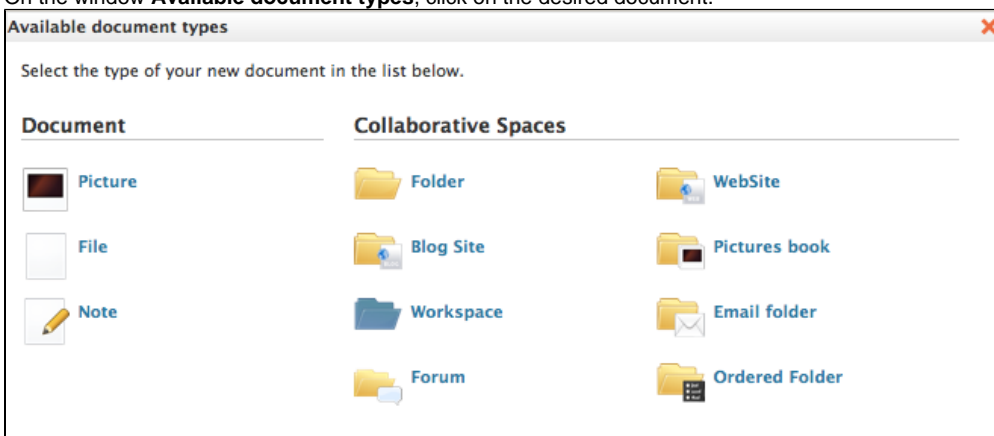 On the window Available document types, click on the desired document.
Available document types
Select the type of your new document in the list below.
Document
Collaborative Spaces
Picture
Folder
WebSite
File
Blog Site
Pictures book
Note
Workspace
Email folder
Forum
Ordered Folder